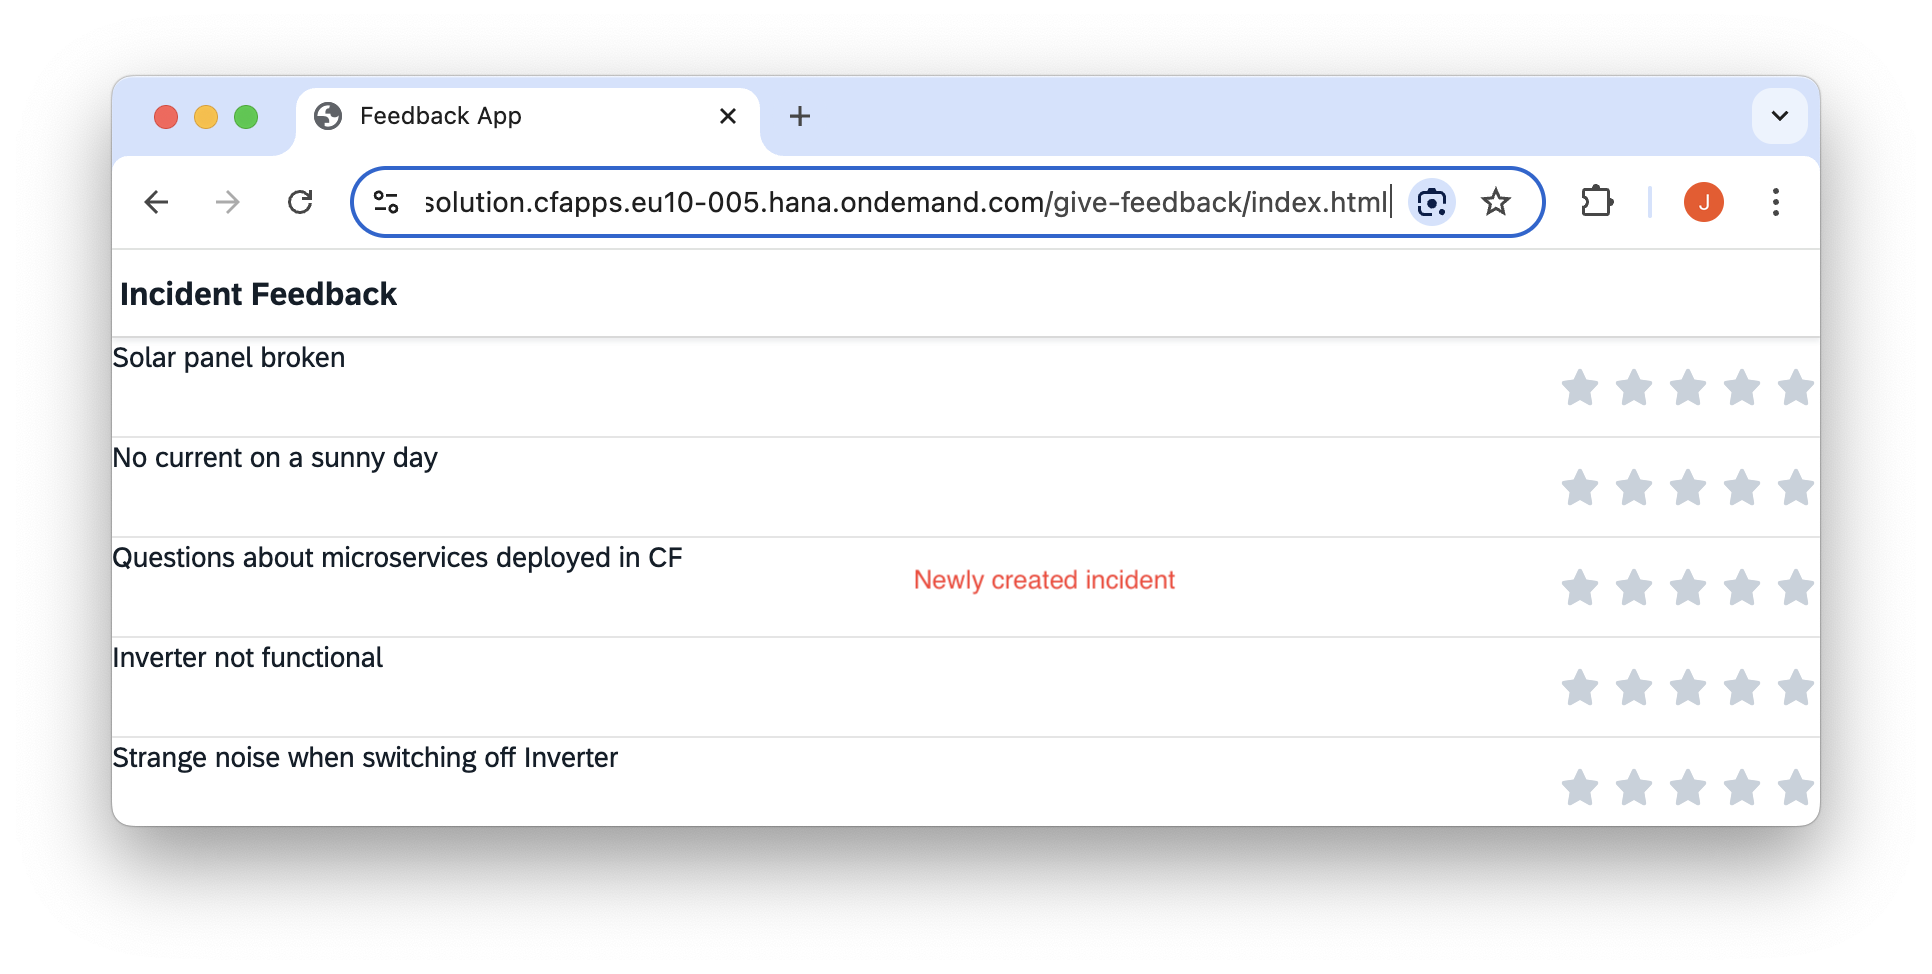 Feedback App
solution.cfapps.eu10-005.hana.ondemand.com/give-feedback/index.html
J
Incident Feedback
Solar panel broken
No current on a sunny day
Questions about microservices deployed in CF
Newly created incident
Inverter not functional
Strange noise when switching off Inverter